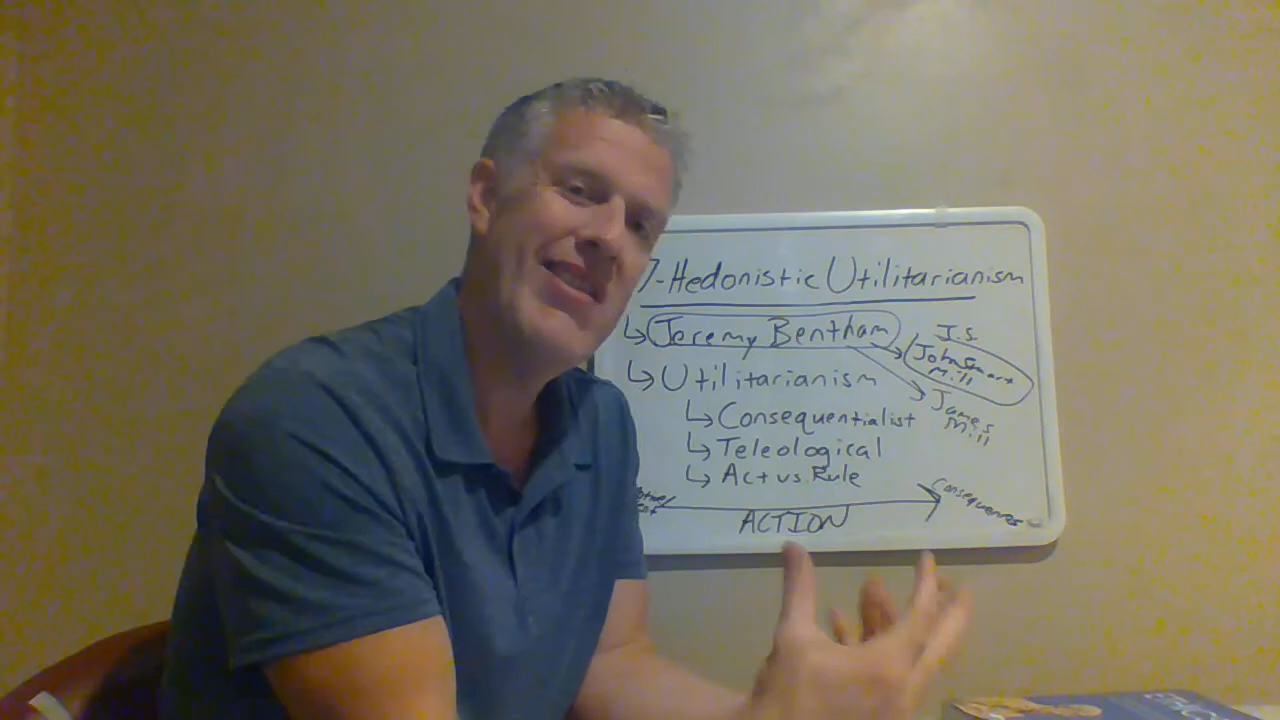 7-Hedonistic Utilitarianism
Jeremy Bentham
J.S.
John Stuart
Mill
James
Mill
Utilitarianism
Consequentialist
Teleological
Act vs. Rule
Consequences
ACTION